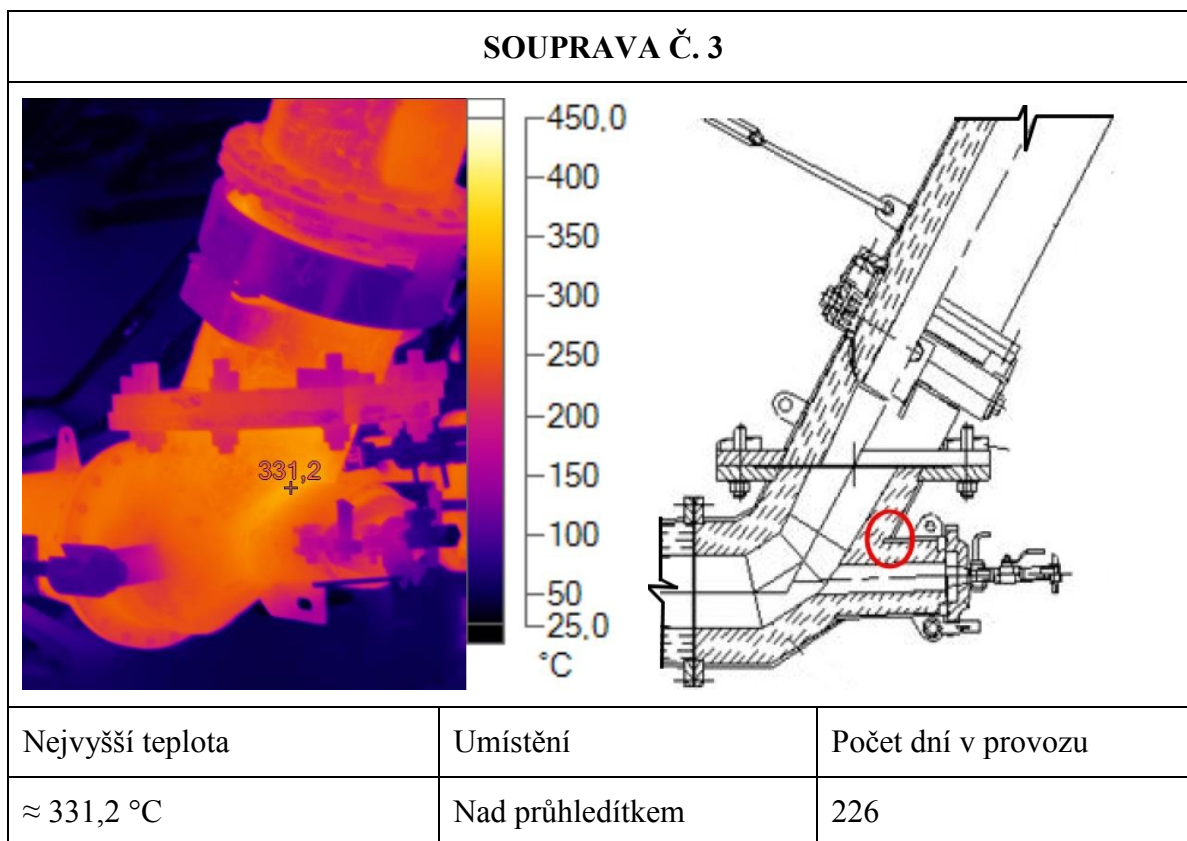 SOUPRAVA Č. 3
450,0
400
350
300
250
200
150
100
50
25,0
°C
331,2
Nejvyšší teplota Umístění Počet dní v provozu
≈ 331,2 °C Nad průhledítkem 226